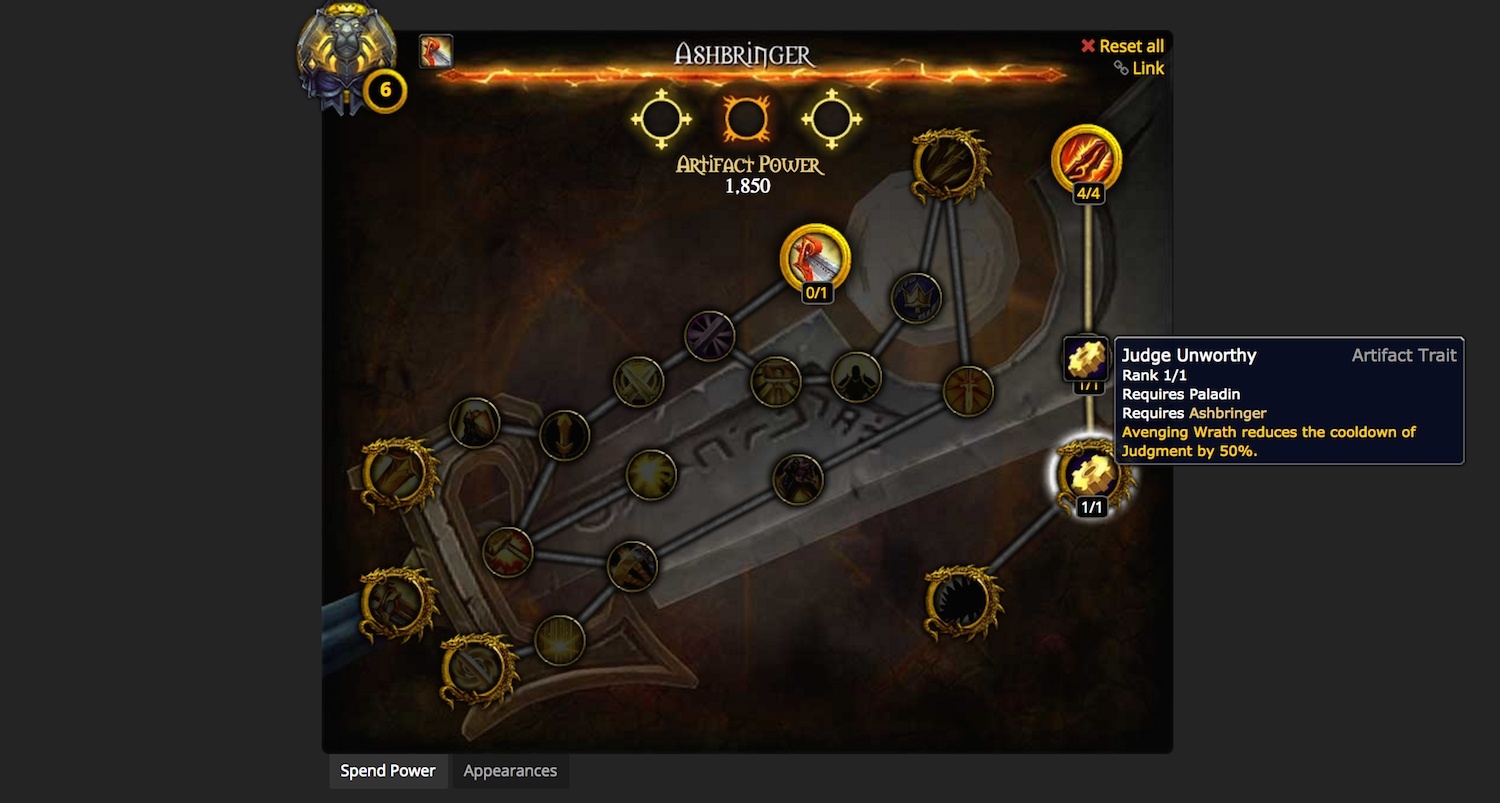 6
ASHBRINGER
Reset all
Link
ARTIFACT POWER
1,850
4/4
0/1
1/1
Judge Unworthy
Artifact Trait
Rank 1/1
Requires Paladin
Requires Ashbringer
Avenging Wrath reduces the cooldown of
Judgment by 50%.
1/1
Spend Power
Appearances